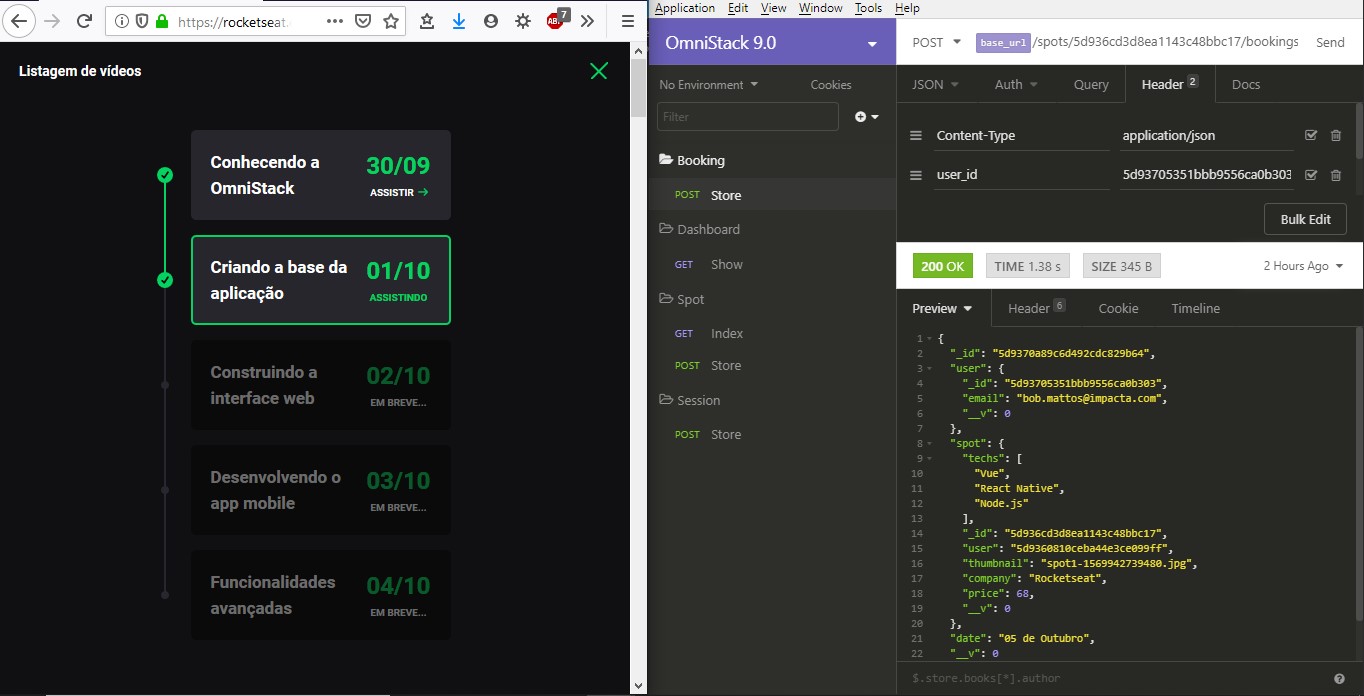 https://rocketseat.
7
Listagem de vídeos
Conhecendo a
OmniStack
30/09
ASSISTIR →
Criando a base da
aplicação
01/10
ASSISTINDO
Construindo a
interface web
02/10
EM BREVE...
Desenvolvendo o
app mobile
03/10
EM BREVE...
Funcionalidades
avançadas
04/10
EM BREVE...
Application Edit View Window Tools Help
OmniStack 9.0
No Environment Cookies
Filter
Booking
POST Store
Dashboard
GET Show
Spot
GET Index
POST Store
Session
POST Store
POST base_url/spots/5d936cd3d8ea1143c48bbc17/bookings Send
JSON Auth Query Header 2 Docs
Content-Type application/json
user_id 5d93705351bbb9556ca0b303
Bulk Edit
200 OK TIME 1.38 s SIZE 345 B 2 Hours Ago
Preview Header 6 Cookie Timeline
1 {
2 "_id": "5d9370a89c6d492cdc829b64",
3 "user": {
4 "_id": "5d93705351bbb9556ca0b303",
5 "email": "bob.mattos@impacta.com",
6 "__v": 0
7 },
8 "spot": {
9 "techs": [
10 "Vue",
11 "React Native",
12 "Node.js"
13 ],
14 "_id": "5d936cd3d8ea1143c48bbc17",
15 "user": "5d9360810ceba44e3ce099ff",
16 "thumbnail": "spot1-1569942739480.jpg",
17 "company": "Rocketseat",
18 "price": 68,
19 "__v": 0
20 },
21 "date": "05 de Outubro",
22 "__v": 0
$.store.books[*].author